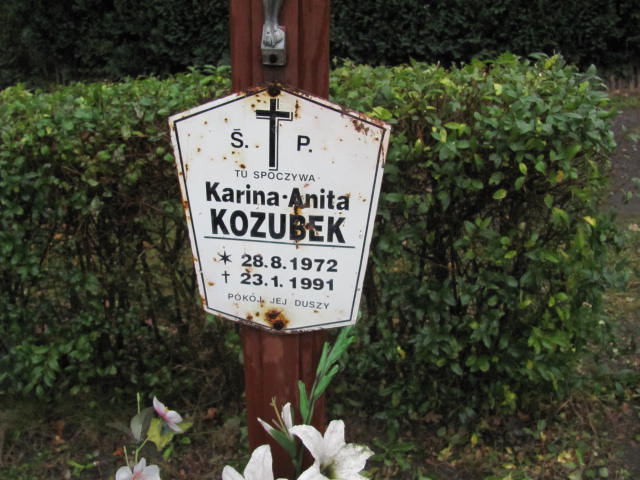 Ś. P.
TU SPOCZYWA
Karina-Anita
KOZUBEK
* 28.8.1972
† 23.1.1991
POKÓJ JEJ DUSZY